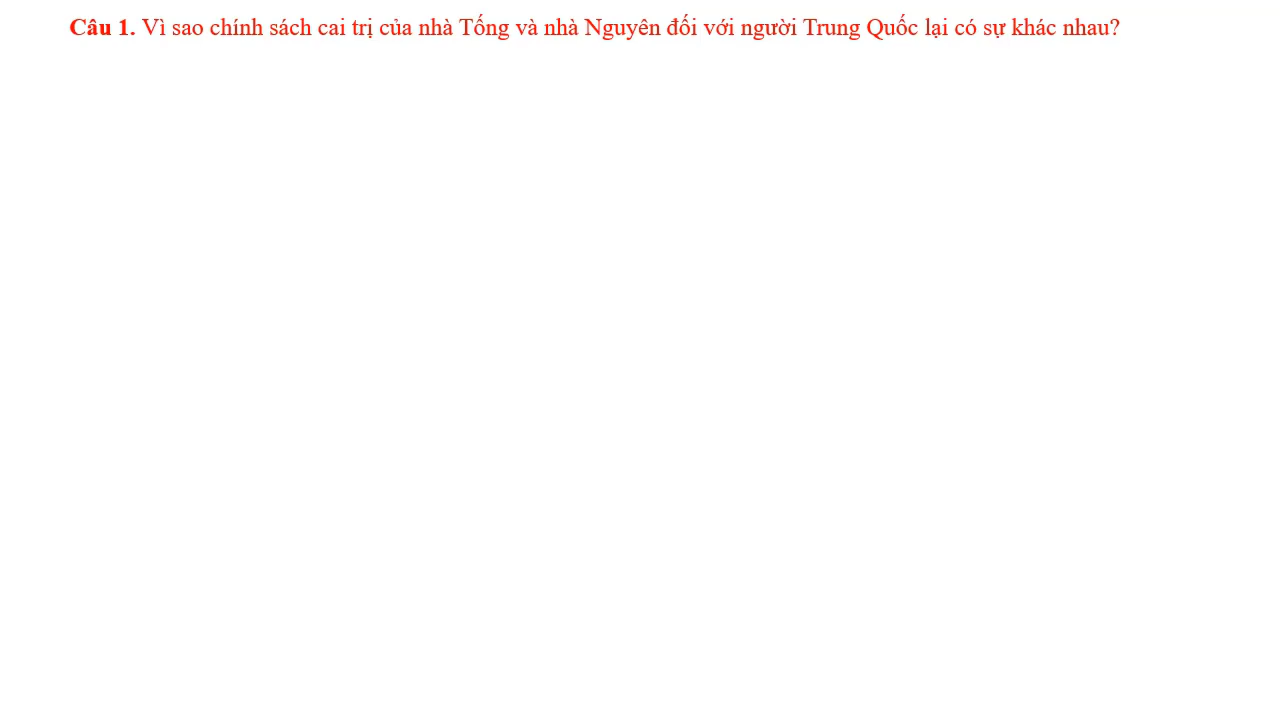 Câu 1. Vì sao chính sách cai trị của nhà Tống và nhà Nguyên đối với người Trung Quốc lại có sự khác nhau?